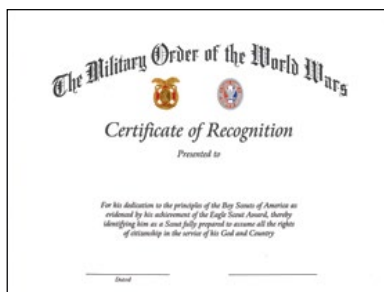 The Military Order of the World Wars
Certificate of Recognition
Presented to
For his dedication to the principles of the Boy Scouts of America as
evidenced by his achievement of the Eagle Scout Award, thereby
identifying him as a Scout fully prepared to assume all the rights
of citizenship in the service of his God and Country
Dated